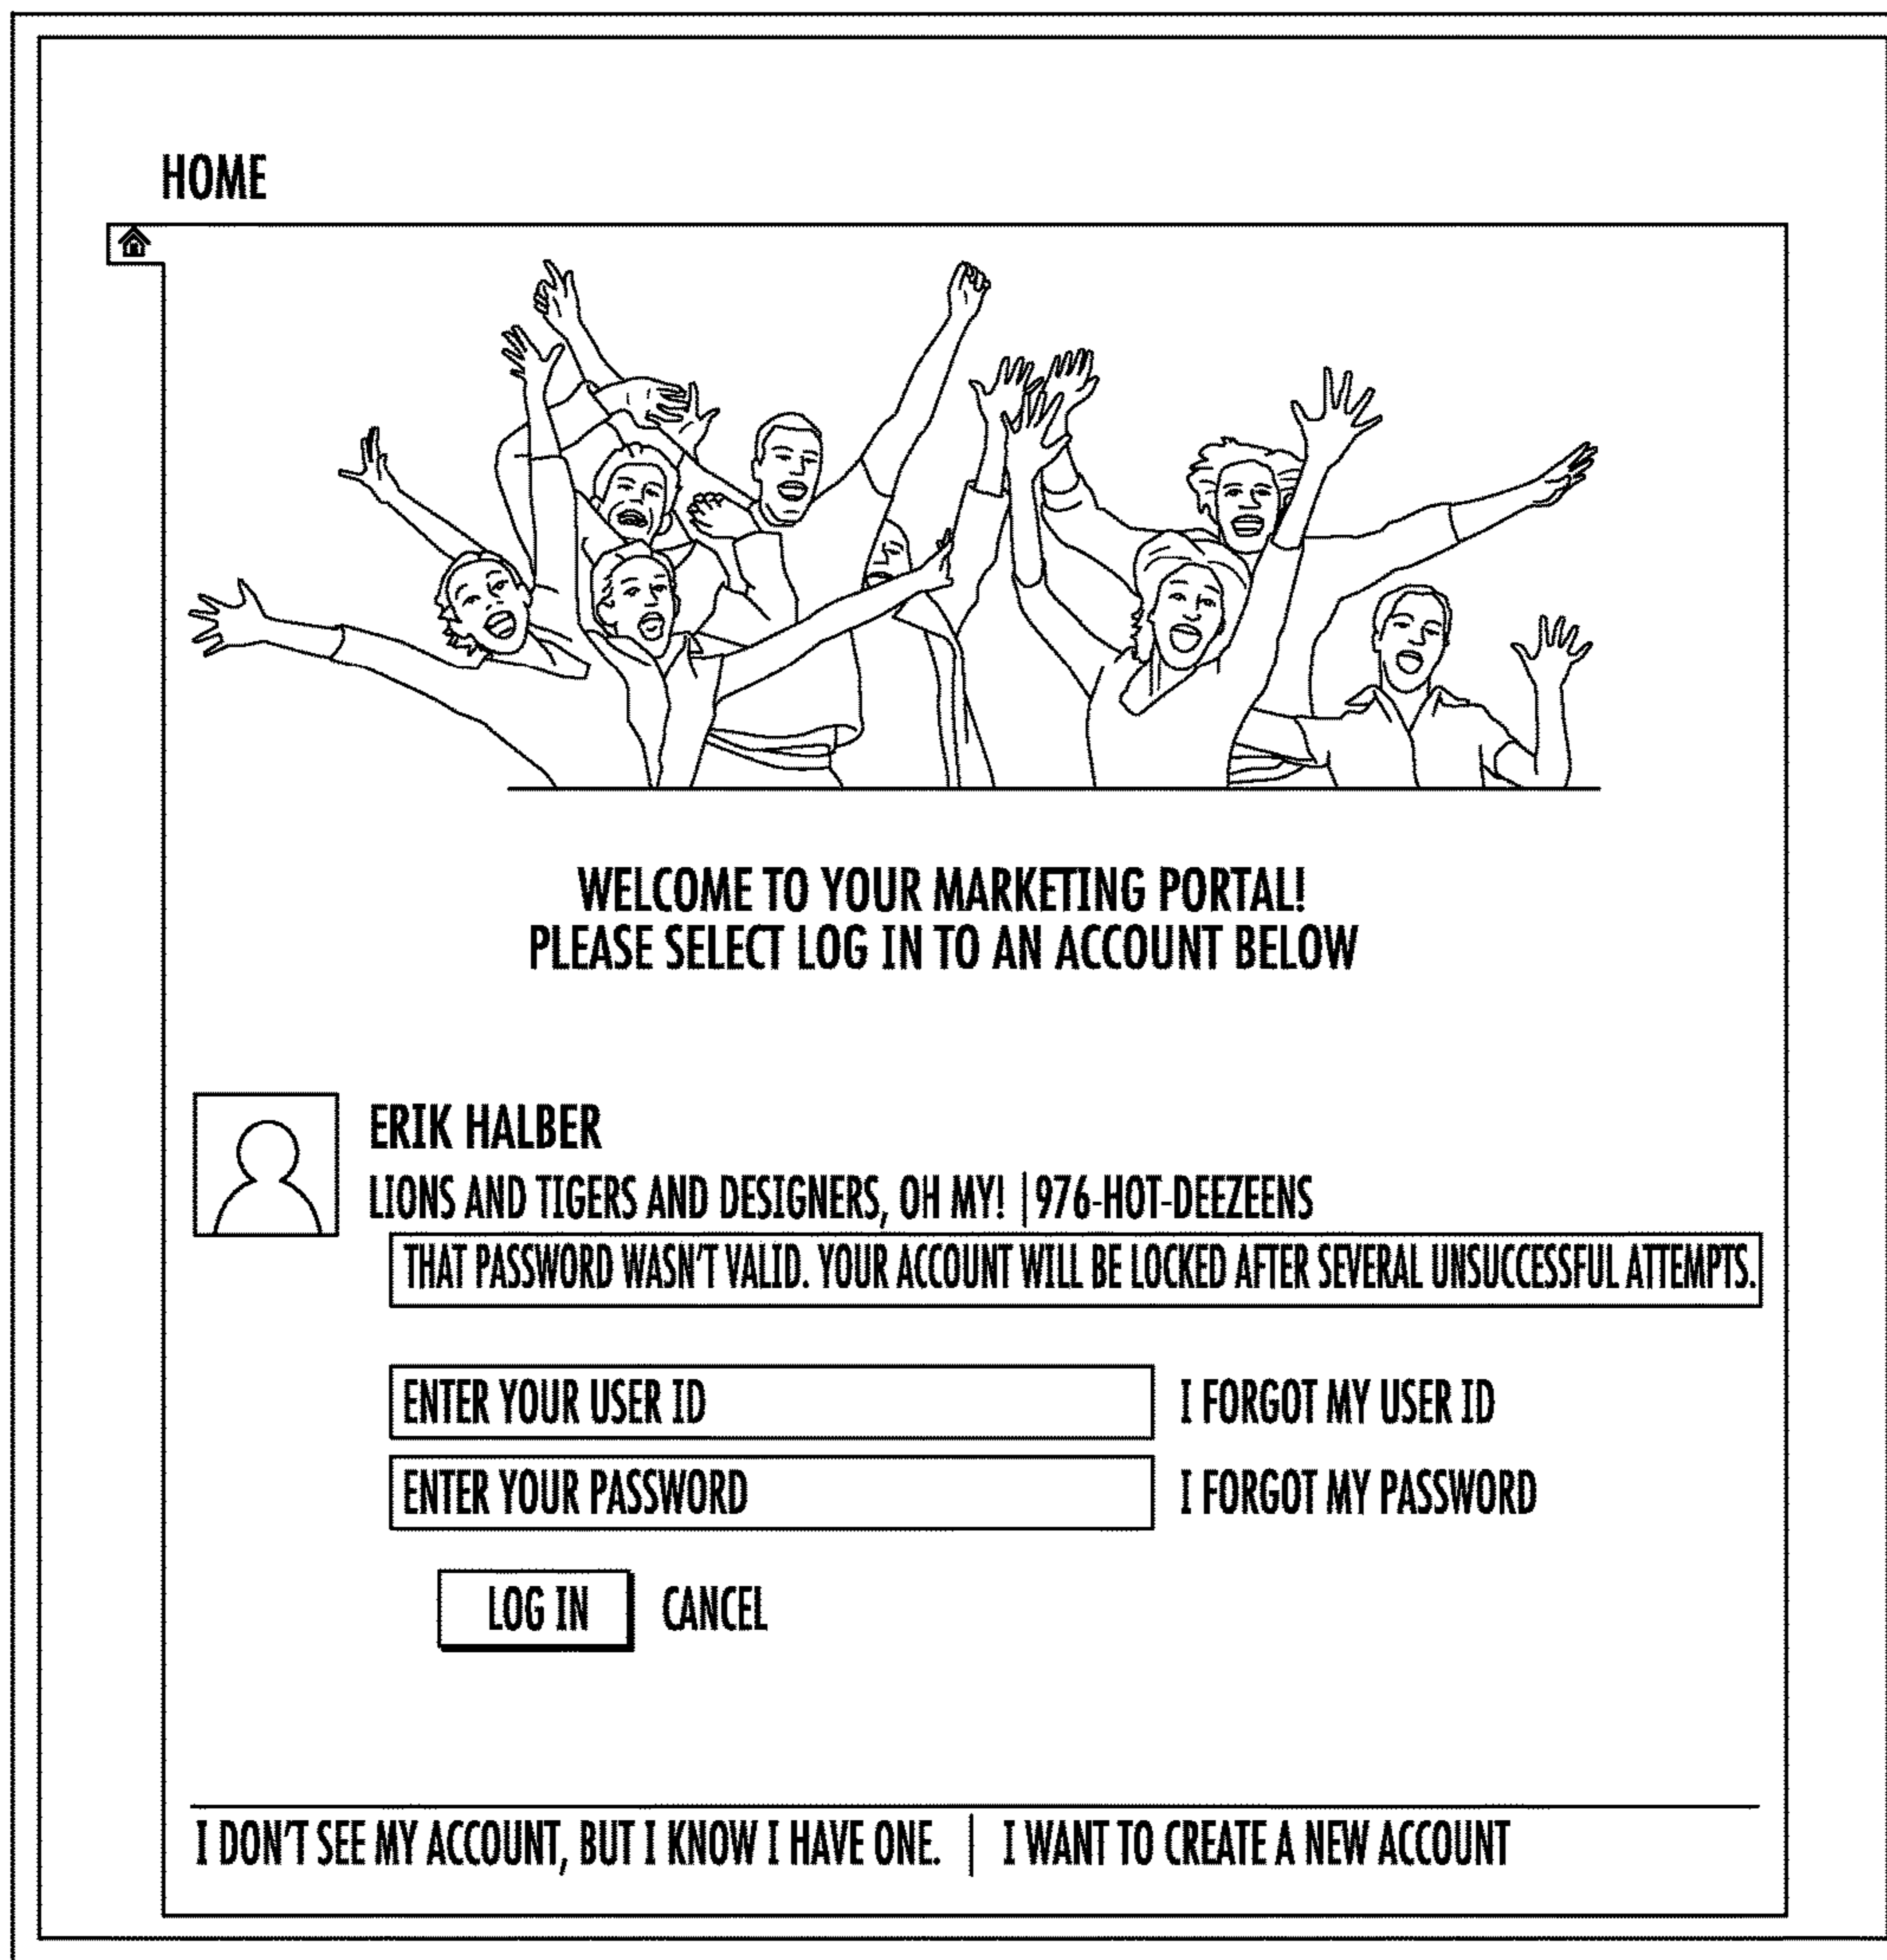 HOME
WELCOME TO YOUR MARKETING PORTAL!
PLEASE SELECT LOG IN TO AN ACCOUNT BELOW
ERIK HALBER
LIONS AND TIGERS AND DESIGNERS, OH MY! | 976-HOT-DEEZEENS
THAT PASSWORD WASN'T VALID. YOUR ACCOUNT WILL BE LOCKED AFTER SEVERAL UNSUCCESSFUL ATTEMPTS.
ENTER YOUR USER ID I FORGOT MY USER ID
ENTER YOUR PASSWORD I FORGOT MY PASSWORD
LOG IN CANCEL
I DON'T SEE MY ACCOUNT, BUT I KNOW I HAVE ONE. | I WANT TO CREATE A NEW ACCOUNT